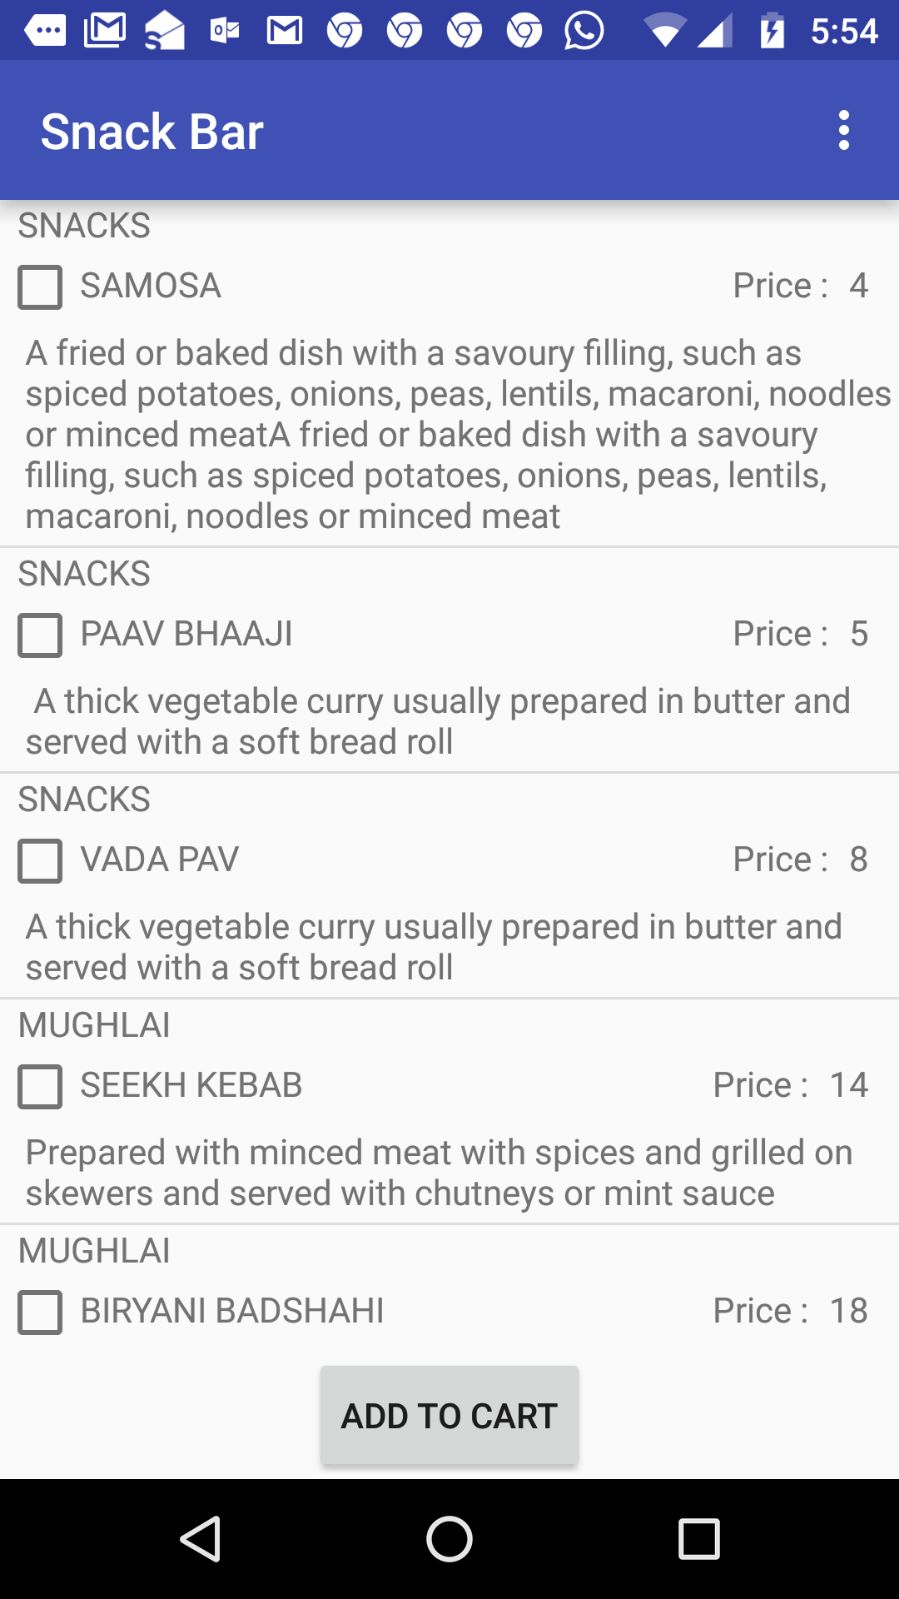 5:54
Snack Bar
SNACKS
SAMOSA Price : 4
A fried or baked dish with a savoury filling, such as
spiced potatoes, onions, peas, lentils, macaroni, noodles
or minced meatA fried or baked dish with a savoury
filling, such as spiced potatoes, onions, peas, lentils,
macaroni, noodles or minced meat
SNACKS
PAAV BHAAJI Price : 5
A thick vegetable curry usually prepared in butter and
served with a soft bread roll
SNACKS
VADA PAV Price : 8
A thick vegetable curry usually prepared in butter and
served with a soft bread roll
MUGHLAI
SEEKH KEBAB Price : 14
Prepared with minced meat with spices and grilled on
skewers and served with chutneys or mint sauce
MUGHLAI
BIRYANI BADSHAHI Price : 18
ADD TO CART